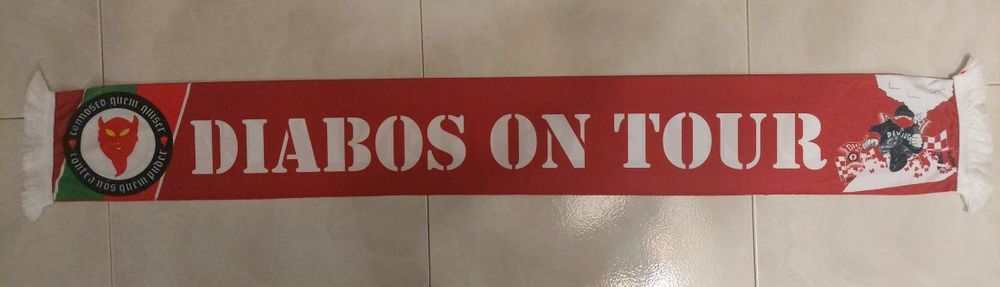 connosco quem quiser
DIABOS ON TOUR
contra nós quem puder